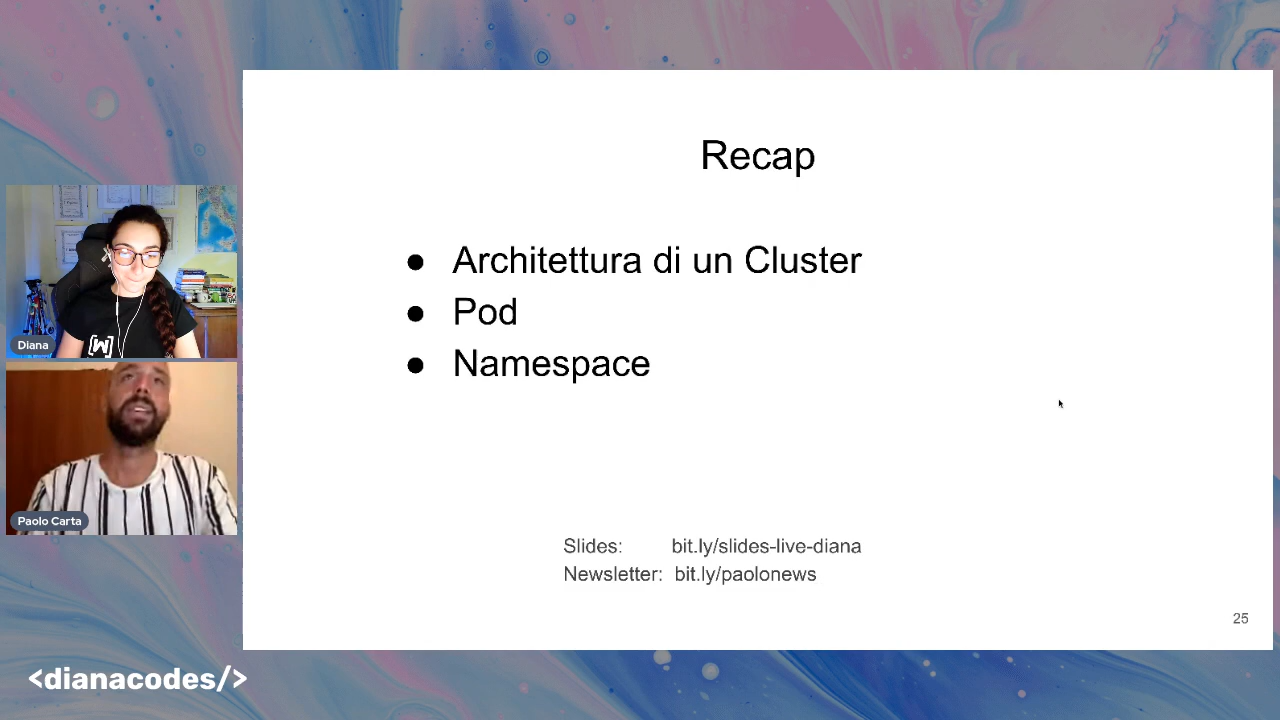 Recap
● Architettura di un Cluster
● Pod
● Namespace
Slides: bit.ly/slides-live-diana
Newsletter: bit.ly/paolonews
25
Diana
[W]
Paolo Carta
<dianacodes/>